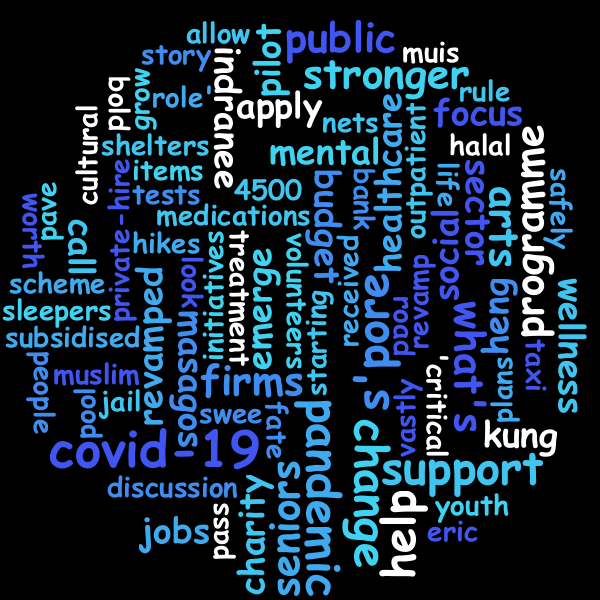 allow
public
story
pilot
muis
indranee
stronger
rule
grow
bold
role'
apply
focus
nets
cultural
shelters
mental
healthcare
outpatient
halal
programme
items
private-hire
tests
4500
budget
bank
life
sector
safely
worth
pave
medications
arts
call
hikes
social
scheme
look
initiatives
treatment
emerge
volunteers
received
revamp
road
heng
wellness
sleepers
revamped
masagos
starting
pore
what's
subsidised
people
muslim
firms
's
'critical
plans
taxi
pool
jail
swee
fate
vastly
kung
covid-19
pandemic
change
support
discussion
seniors
charity
help
youth
jobs
pass
eric